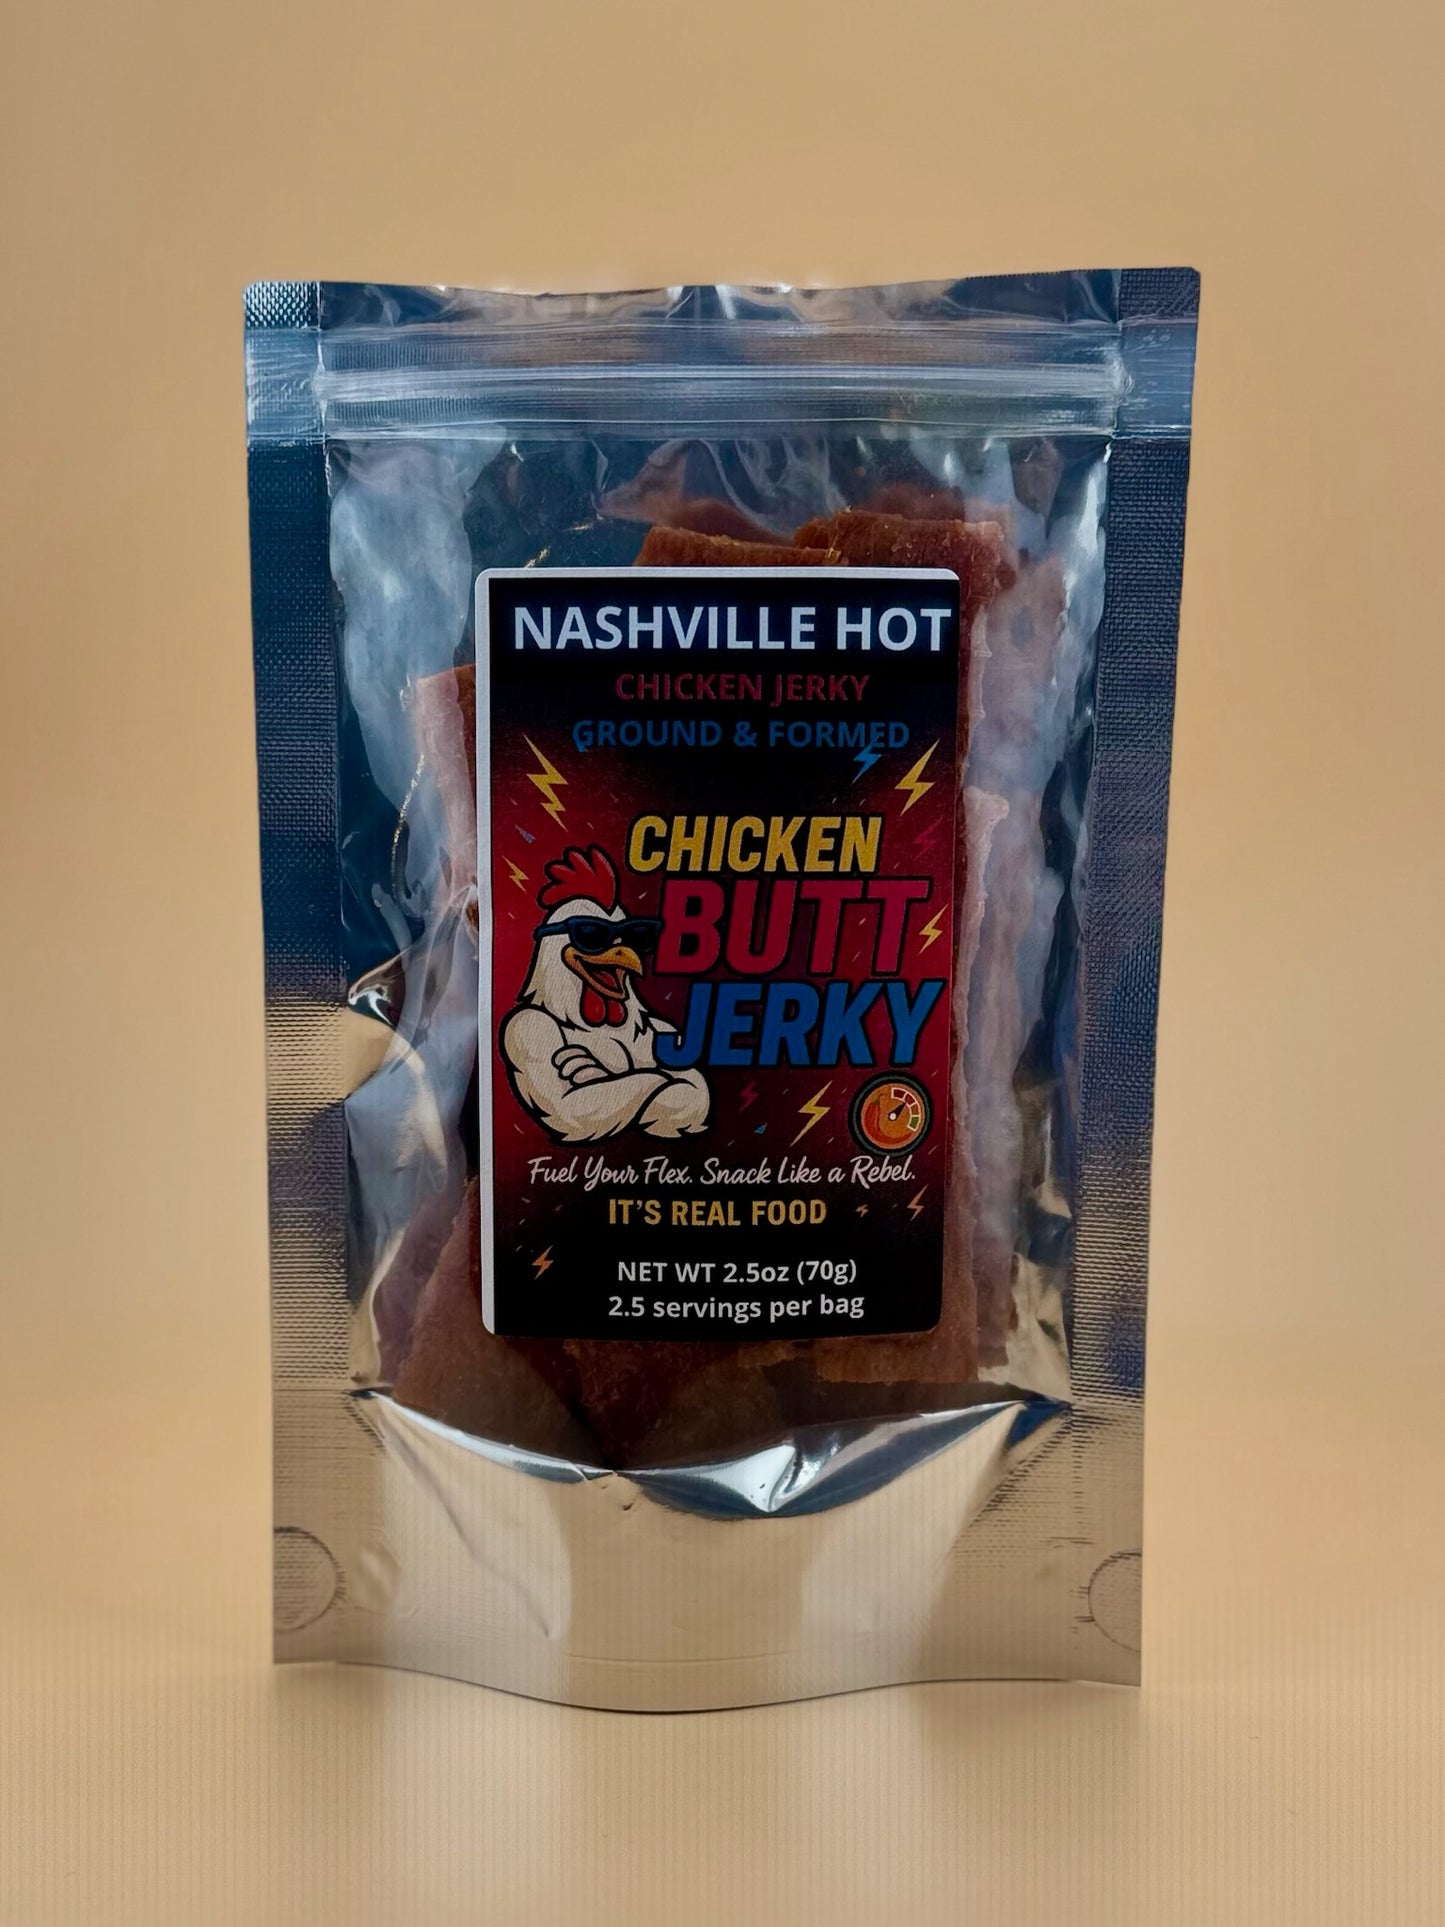 NASHVILLE HOT
CHICKEN JERKY
GROUND & FORMED
CHICKEN
BUTT
JERKY
Fuel Your Flex. Snack Like a Rebel.
IT'S REAL FOOD
NET WT 2.5oz (70g)
2.5 servings per bag